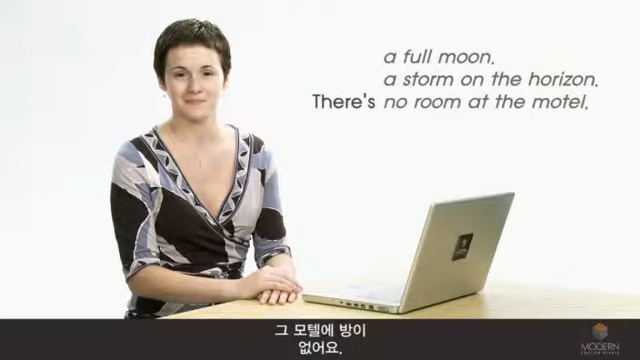 a full moon.
a storm on the horizon.
There's no room at the motel.
그 모텔에 방이
없어요.
MODERN